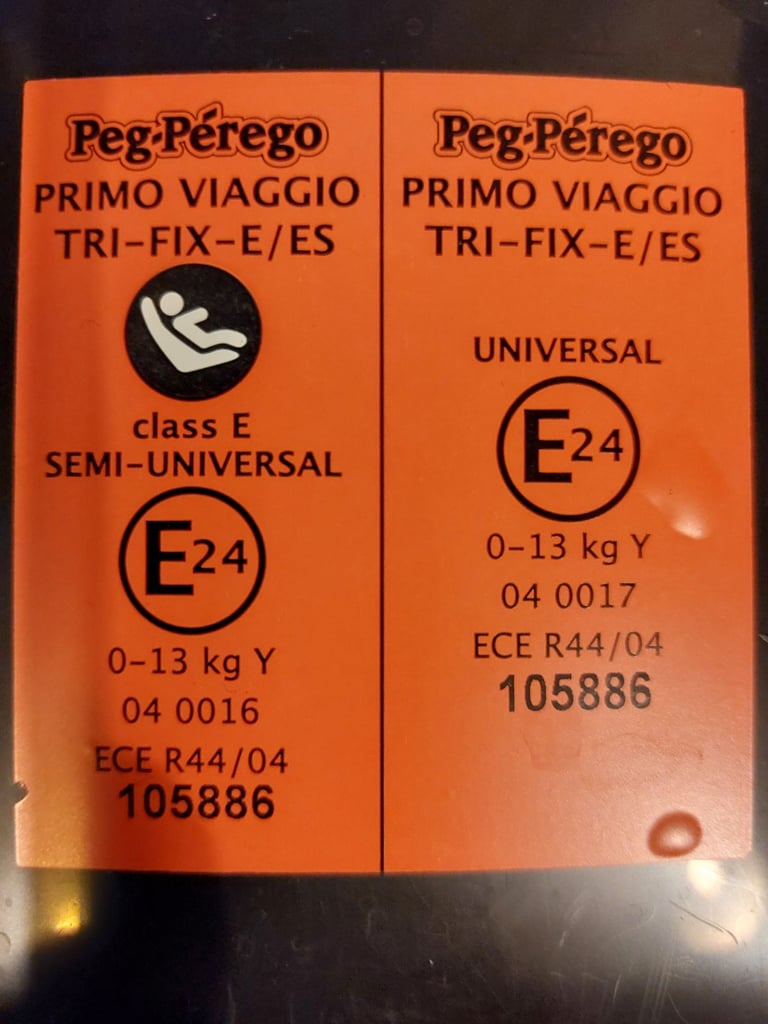 Peg-Pérego
PRIMO VIAGGIO
TRI-FIX-E/ES
class E
SEMI-UNIVERSAL
E24
0-13 kg Y
04 0016
ECE R44/04
105886
Peg-Pérego
PRIMO VIAGGIO
TRI-FIX-E/ES
UNIVERSAL
E24
0-13 kg Y
04 0017
ECE R44/04
105886